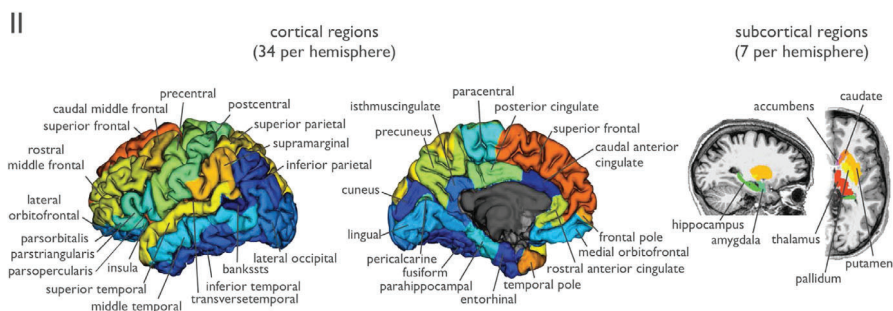 II
cortical regions
(34 per hemisphere)
subcortical regions
(7 per hemisphere)
precentral
caudal middle frontal
superior frontal
rostral
middle frontal
lateral
orbitofrontal
parsorbitalis
parstriangularis
parsopercularis
insula
superior temporal
middle temporal
postcentral
superior parietal
supramarginal
inferior parietal
lateral occipital
bankssts
inferior temporal
transversetemporal
paracentral
isthmuscingulate
precuneus
cuneus
lingual
pericalcarine
fusiform
parahippocampal
entorhinal
posterior cingulate
superior frontal
caudal anterior
cingulate
frontal pole
medial orbitofrontal
rostral anterior cingulate
temporal pole
accumbens
caudate
hippocampus
amygdala
thalamus
putamen
pallidum